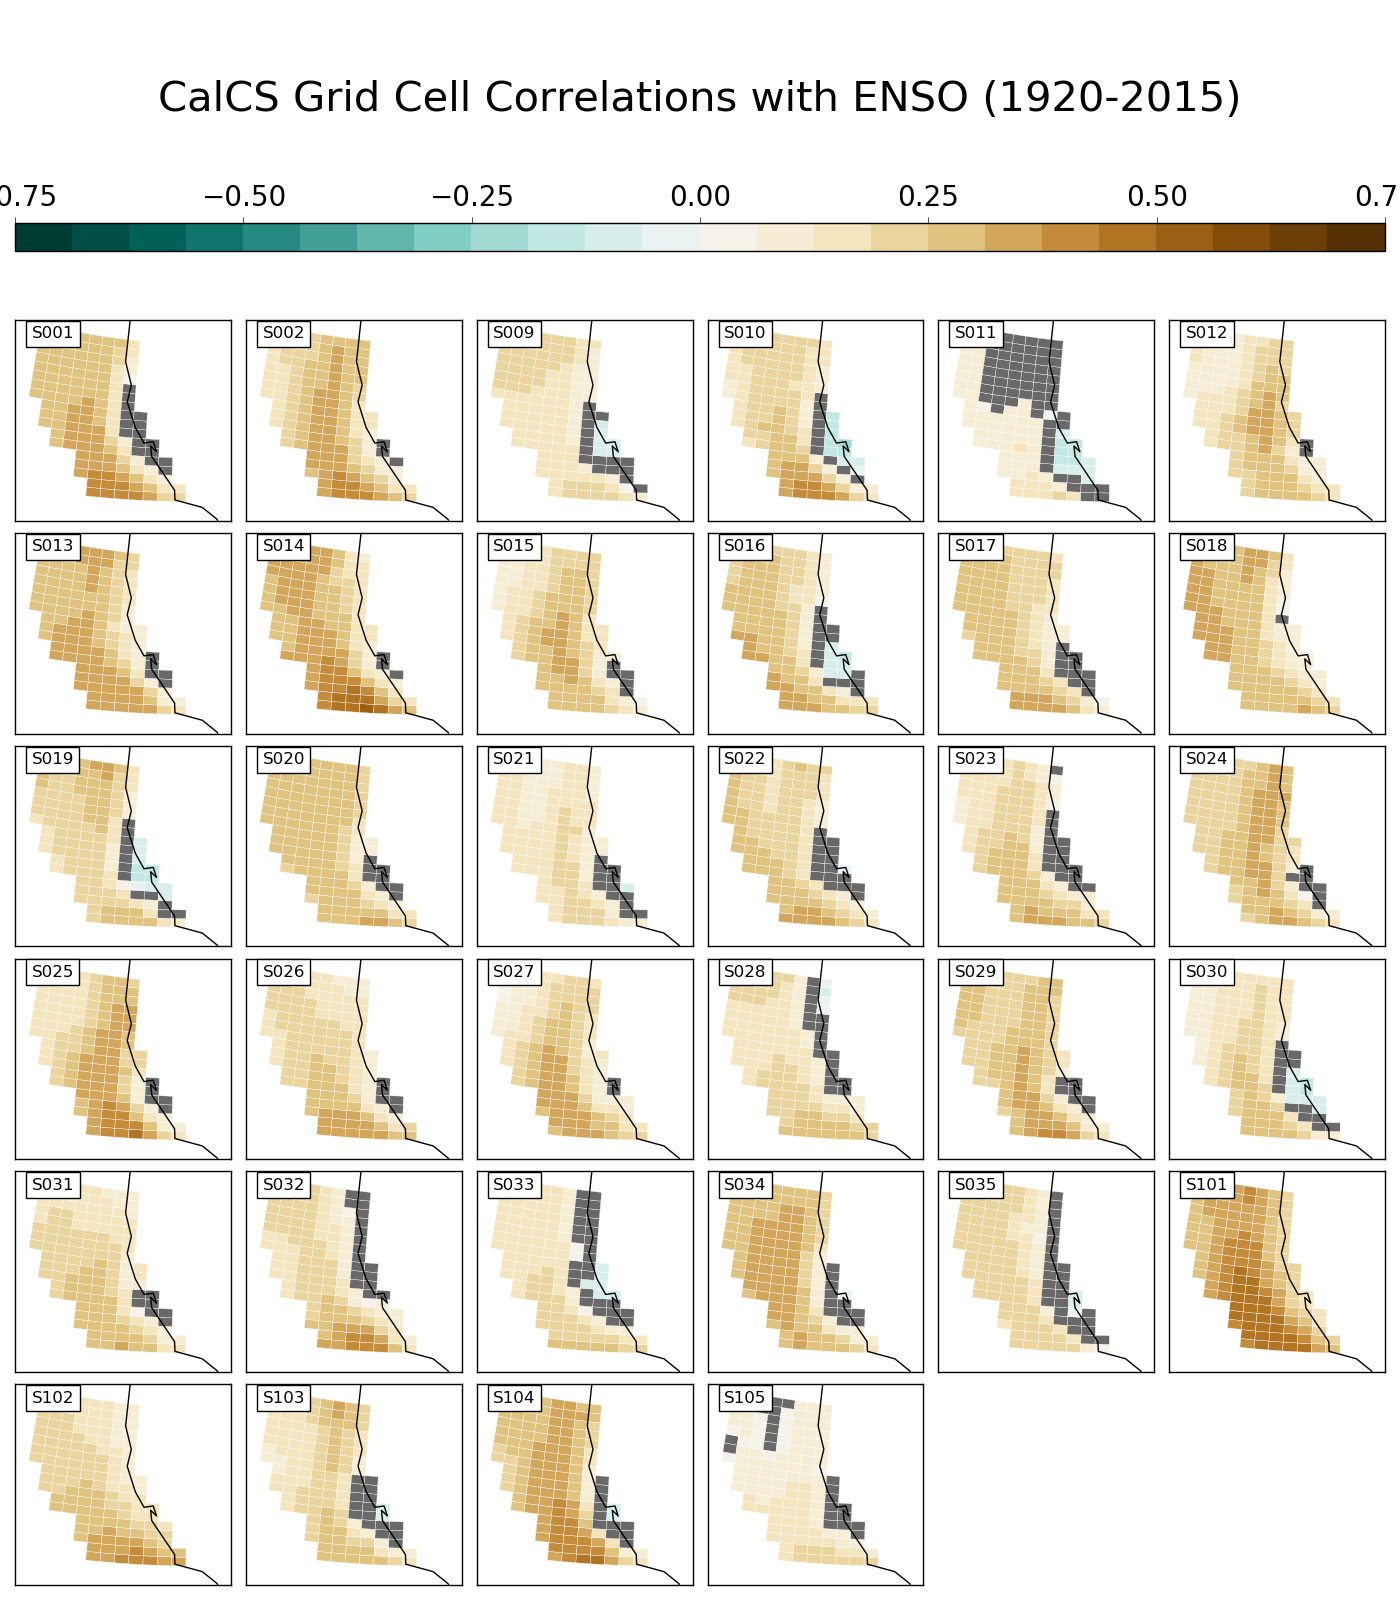 CalCS Grid Cell Correlations with ENSO (1920-2015)
0.75 −0.50 −0.25 0.00 0.25 0.50 0.7
S001 S002 S009 S010 S011 S012
S013 S014 S015 S016 S017 S018
S019 S020 S021 S022 S023 S024
S025 S026 S027 S028 S029 S030
S031 S032 S033 S034 S035 S101
S102 S103 S104 S105